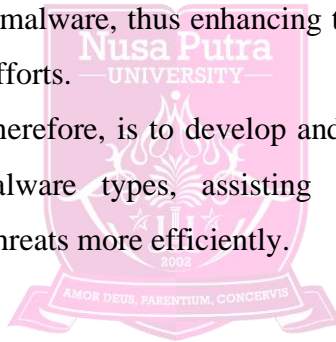 malware, thus enhancing t
fforts.
Nusa Putra
UNIVERSITY
herefore, is to develop and
alware types, assisting
hreats more efficiently.
2002
AMOR DEUS, PARENTIUM, CONCERVIS